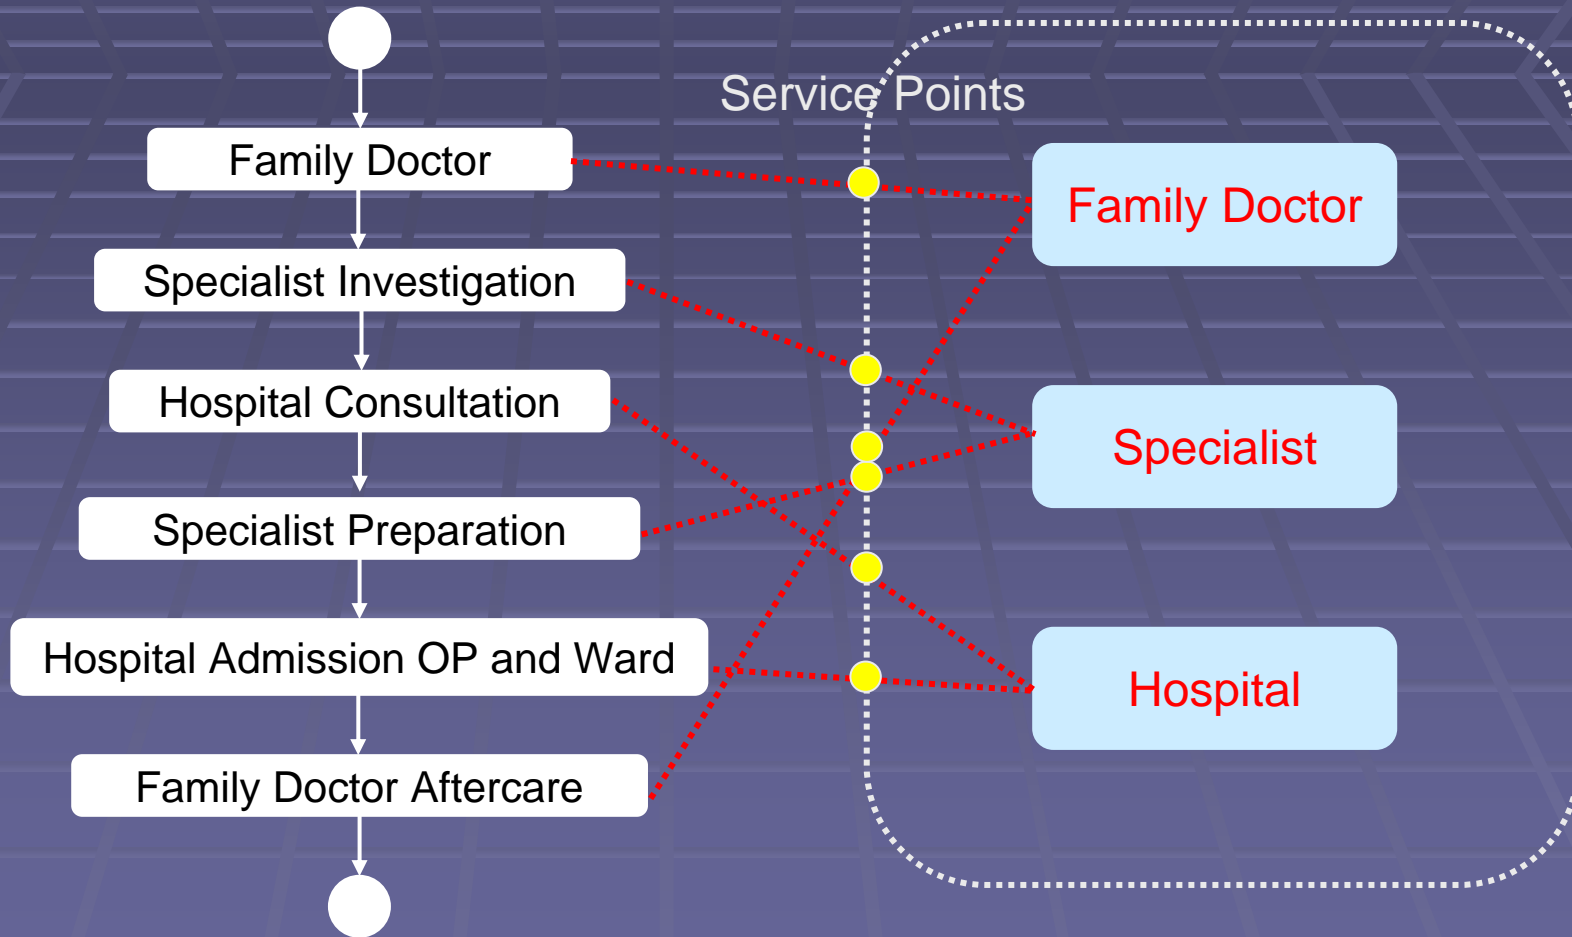 Service Points
Family Doctor
Specialist Investigation
Hospital Consultation
Specialist Preparation
Hospital Admission OP and Ward
Family Doctor Aftercare
Family Doctor
Specialist
Hospital